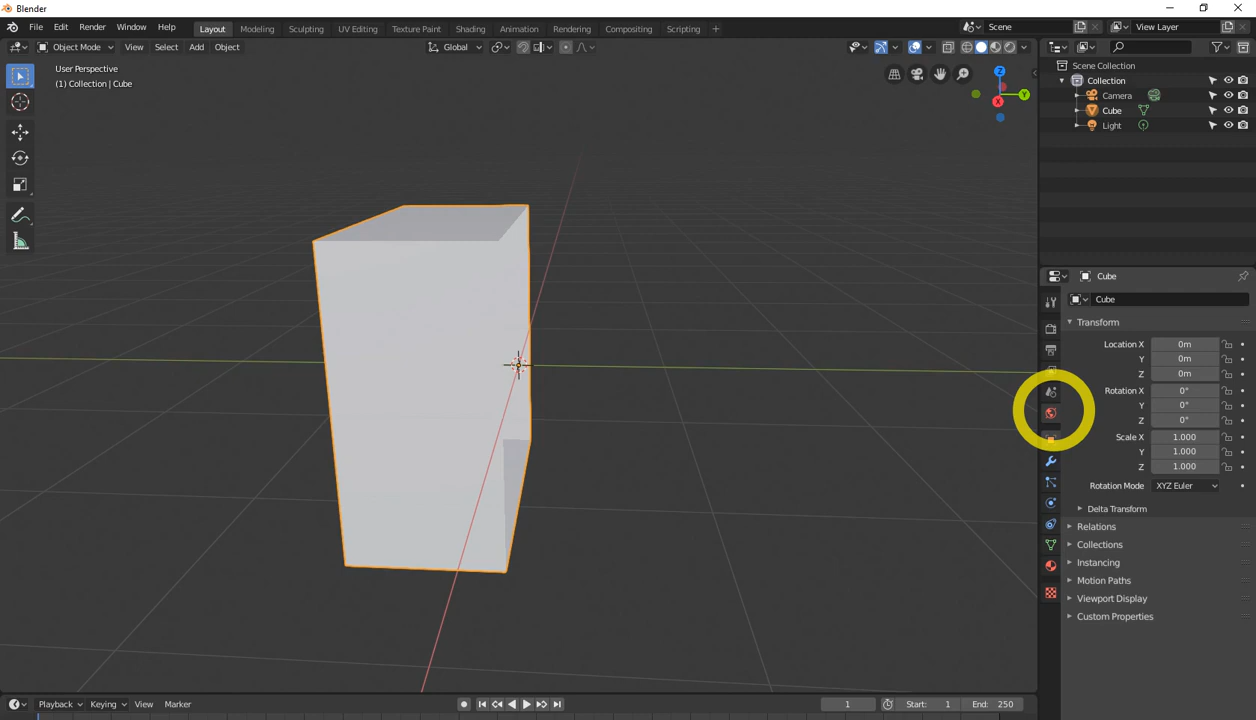 Blender
File Edit Render Window Help Layout Modeling Sculpting UV Editing Texture Paint Shading Animation Rendering Compositing Scripting + Scene View Layer
Object Mode View Select Add Object Global
User Perspective
(1) Collection | Cube
Z
Y
X
Scene Collection
Collection
Camera
Cube
Light
Cube
Cube
Transform
Location X 0m
Y 0m
Z 0m
Rotation X 0°
Y 0°
Z 0°
Scale X 1.000
Y 1.000
Z 1.000
Rotation Mode XYZ Euler
Delta Transform
Relations
Collections
Instancing
Motion Paths
Viewport Display
Custom Properties
Playback Keying View Marker 1 Start: 1 End: 250